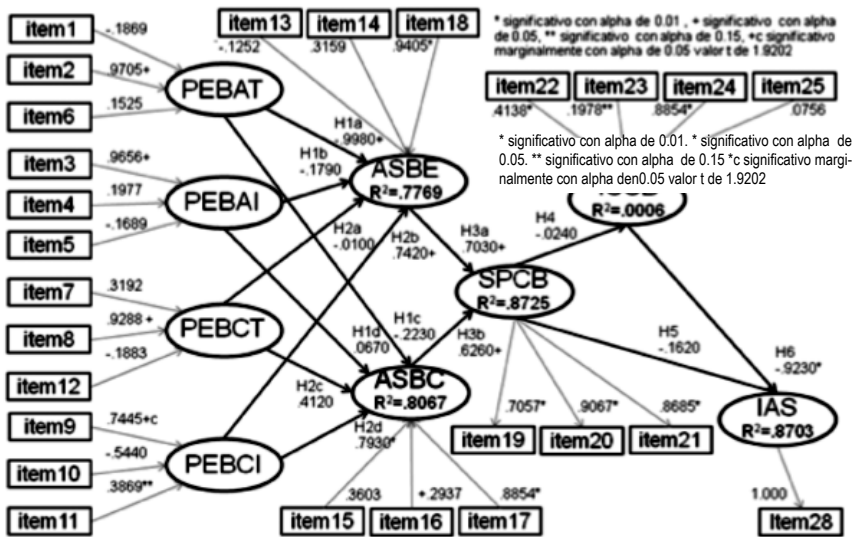 item1
-.1869
item2
.9705+
item6
.1525
item3
.9656+
item4
.1977
item5
-.1689
item7
.3192
item8
.9288 +
item12
-.1883
item9
.7445+c
item10
-.5440
item11
.3869**
PEBAT
PEBAI
PEBCT
PEBCI
item13
item14
item18
-.1252
.3159
.9405*
* significativo con alpha de 0.01 , + significativo con alpha
de 0.05, ** significativo con alpha de 0.15, +c significativo
marginalmente con alpha de 0.05 valor t de 1.9202
item22
item23
item24
item25
.4138*
.1978**
.8854*
.0756
* significativo con alpha de 0.01. * significativo con alpha de
0.05. ** significativo con alpha de 0.15 *c significativo margi-
nalmente con alpha den0.05 valor t de 1.9202
H1a
-.9980+
H1b
-.1790
ASBE
R²=.7769
H2a
-.0100
H2b
.7420+
H3a
.7030+
H4
-.0240
R²=.0006
SPCB
R²=.8725
H1c
-.2230
H1d
.0670
H3b
.6260+
H5
-.1620
H6
-.9230*
H2c
.4120
ASBC
R²=.8067
H2d
.7930*
.7057*
.9067*
.8685*
item19
item20
item21
IAS
R²=.8703
.3603
+.2937
.8854*
item15
item16
item17
1.000
Item28